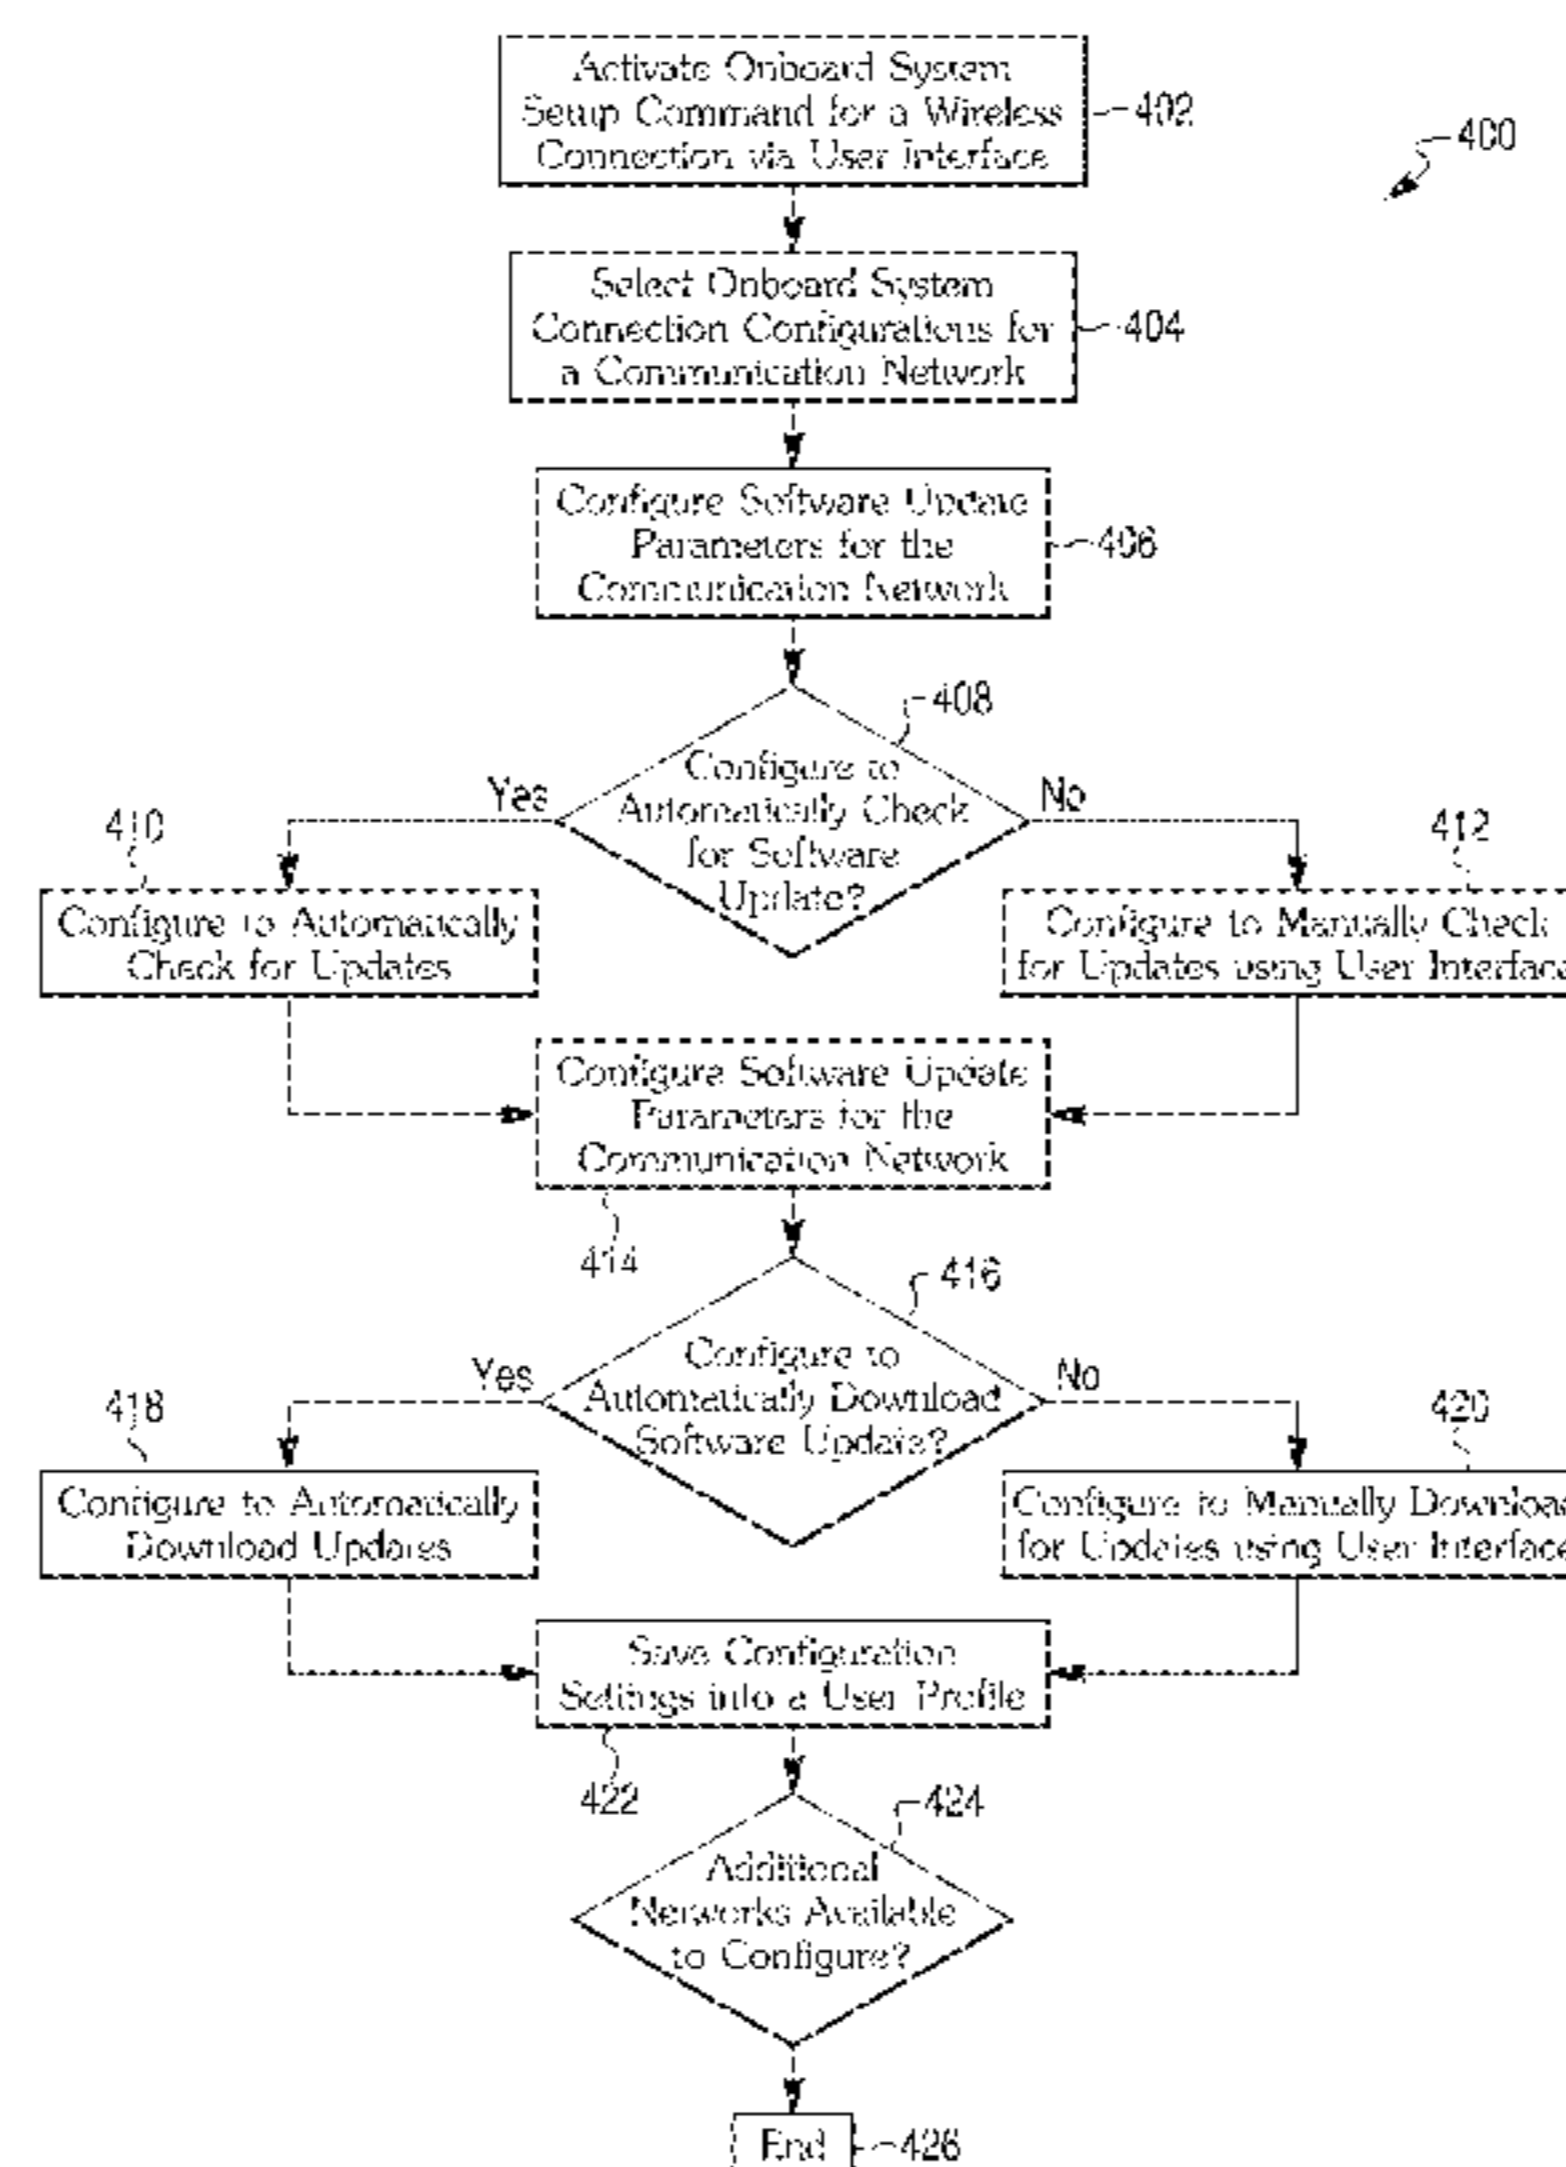 Activate Onboard System
Setup Command for a Wireless
Connection via User Interface
402
400
Select Onboard System
Connection Configurations for
a Communication Network
404
Configure Software Update
Parameters for the
Communication Network
406
408
Configure to
Automatically Check
for Software
Update?
Yes
No
410
412
Configure to Automatically
Check for Updates
Configure to Manually Check
for Updates using User Interface
Configure Software Update
Parameters for the
Communication Network
414
416
Configure to
Automatically Download
Software Update?
Yes
No
418
420
Configure to Automatically
Download Updates
Configure to Manually Download
for Updates using User Interface
Save Configuration
Settings into a User Profile
422
424
Additional
Networks Available
to Configure?
End
426